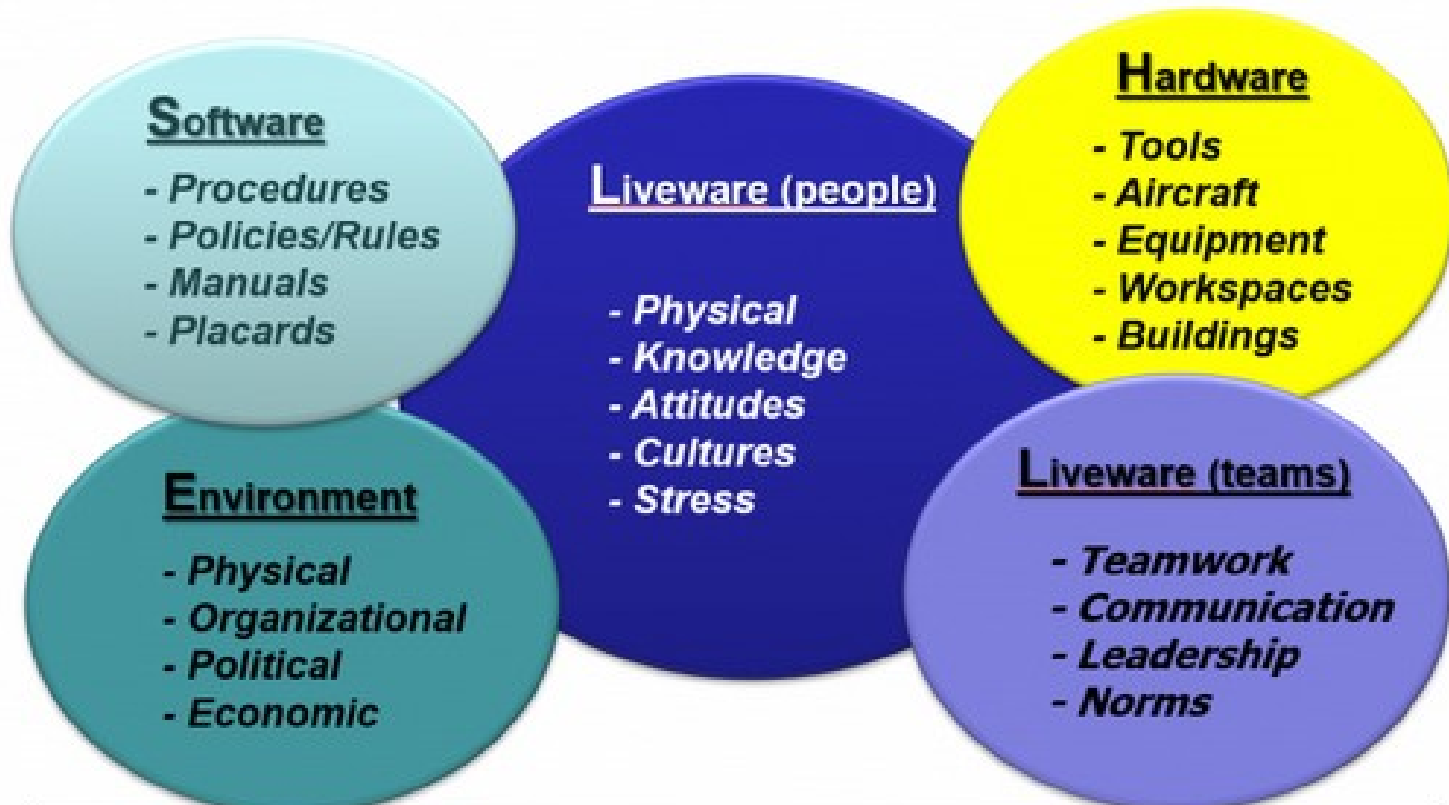 Software
- Procedures
- Policies/Rules
- Manuals
- Placards
Liveware (people)
- Physical
- Knowledge
- Attitudes
- Cultures
- Stress
Hardware
- Tools
- Aircraft
- Equipment
- Workspaces
- Buildings
Environment
- Physical
- Organizational
- Political
- Economic
Liveware (teams)
- Teamwork
- Communication
- Leadership
- Norms